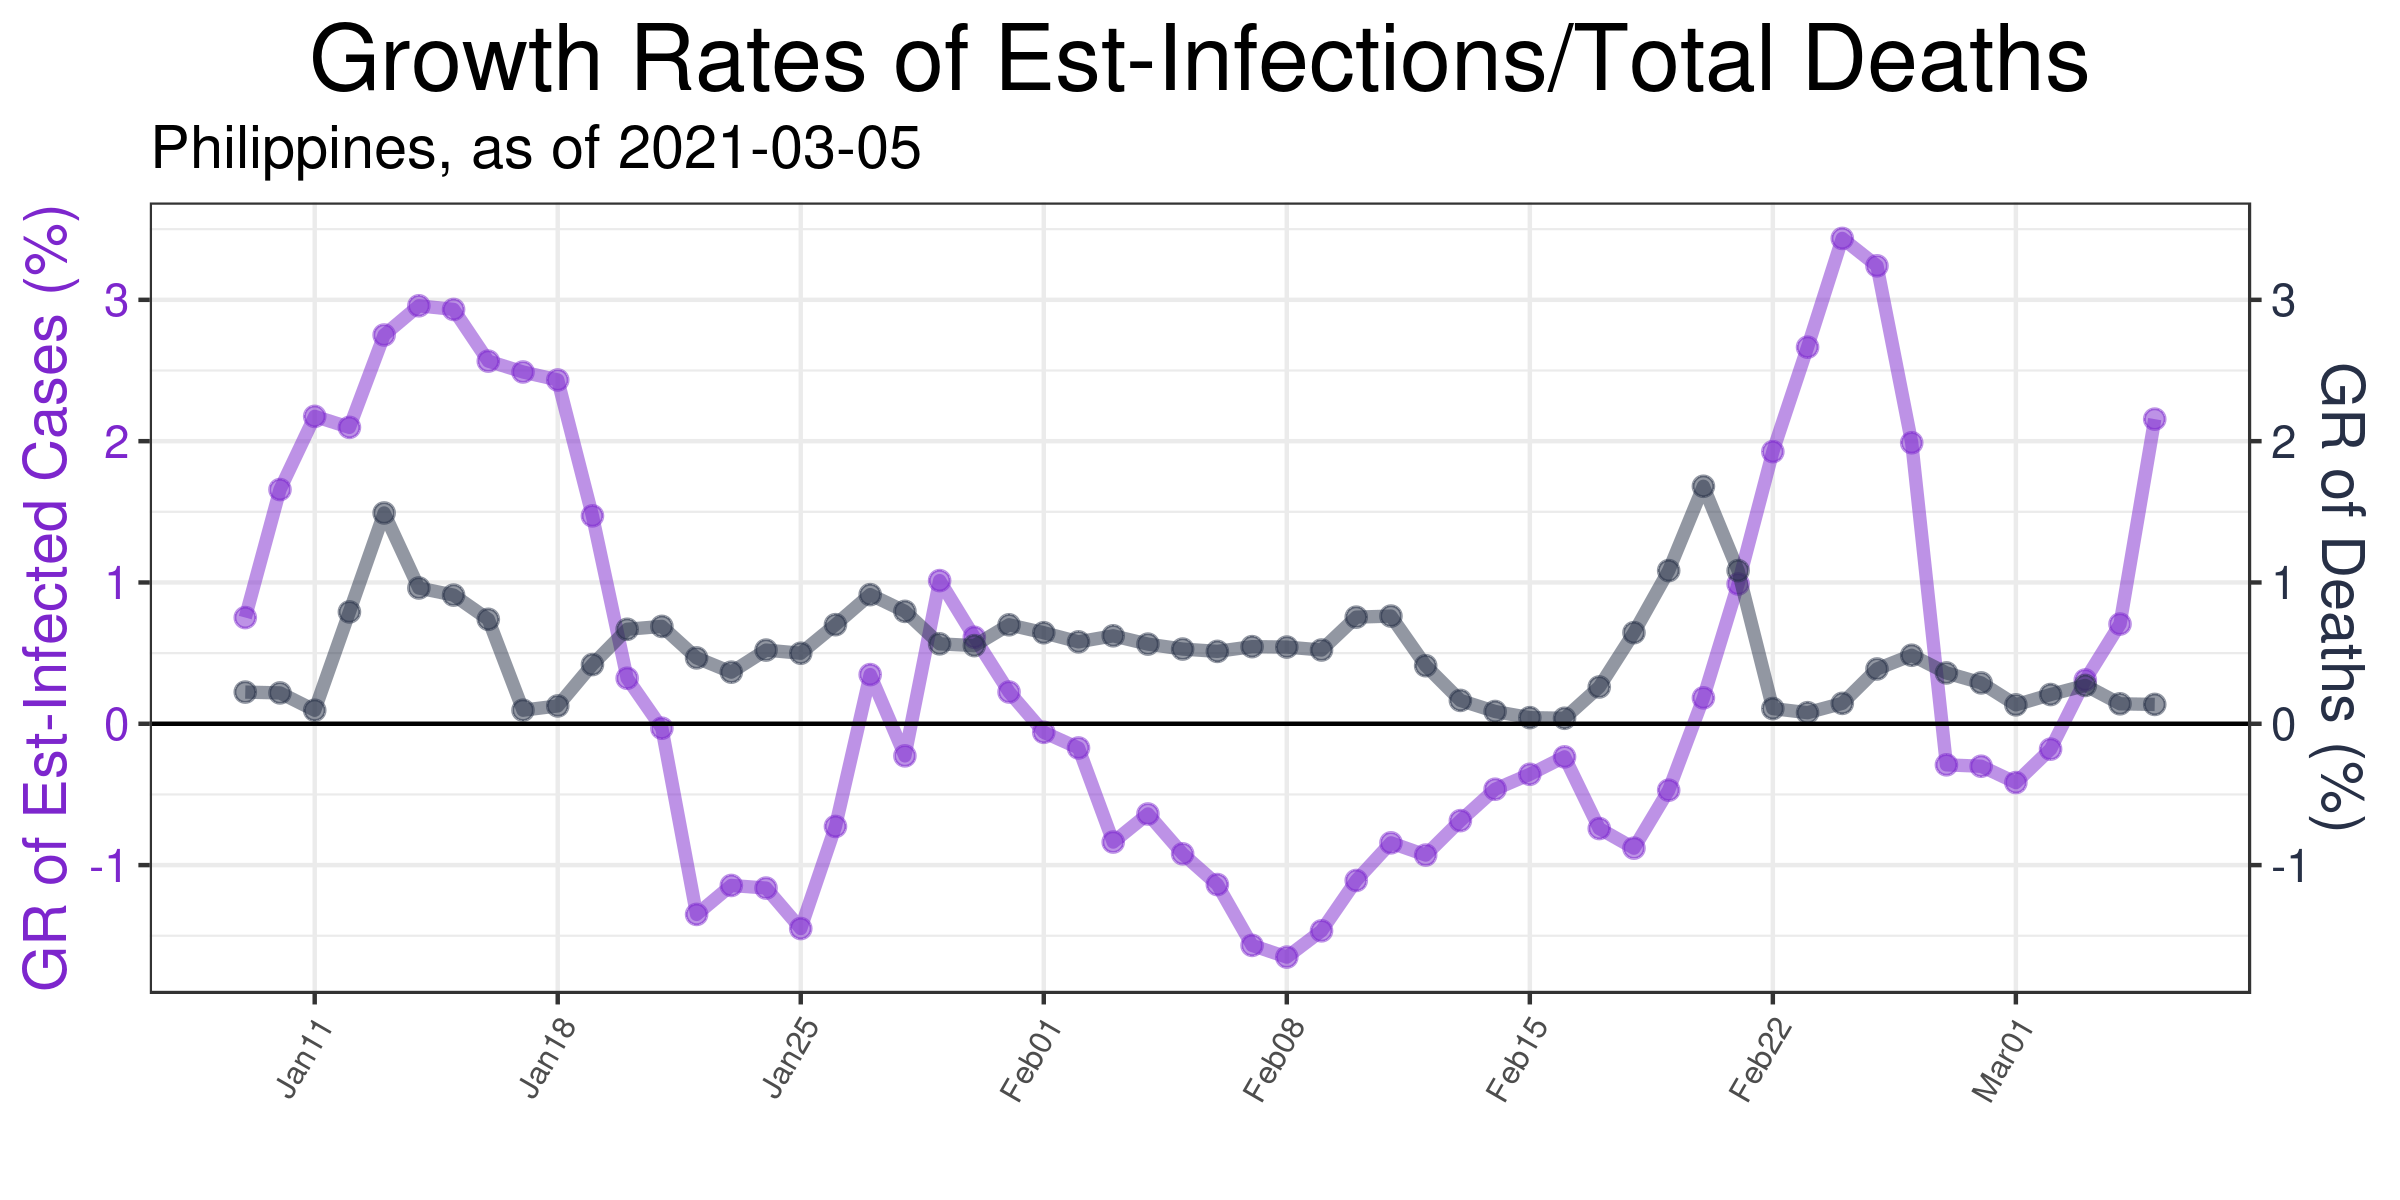 Growth Rates of Est-Infections/Total Deaths
Philippines, as of 2021-03-05
GR of Est-Infected Cases (%)
3
2
1
0
-1
3
2
1
0
-1
GR of Deaths (%)
Jan11
Jan18
Jan25
Feb01
Feb08
Feb15
Feb22
Mar01